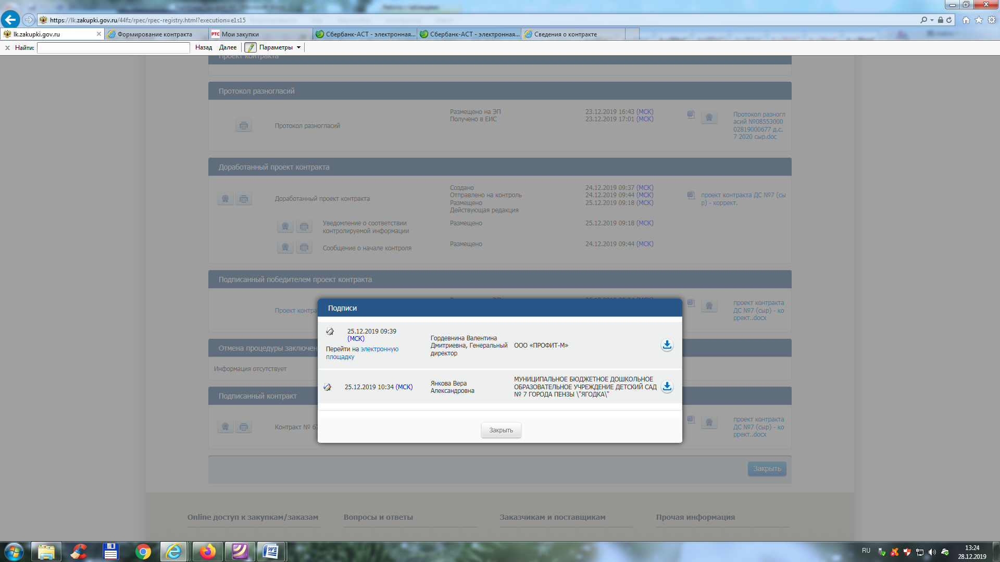 https://lk.zakupki.gov.ru/44fz/rpec/rpec-registry.html?execution=e1s15
lk.zakupki.gov.ru
Формирование контракта
РТС Мои закупки
Сбербанк-АСТ - электронная...
Сбербанк-АСТ - электронная...
Сведения о контракте
Найти:
Назад
Далее
Параметры
Проект контракта
Протокол разногласий
Протокол разногласий
Размещено на ЭП
23.12.2019 16:43 (МСК)
Получено в ЕИС
23.12.2019 17:01 (МСК)
Протокол разногл
асий №08553000
02819000677 д.с.
7 2020 сыр.doc
Доработанный проект контракта
Доработанный проект контракта
Создано
24.12.2019 09:37 (МСК)
Отправлено на контроль
24.12.2019 09:44 (МСК)
Размещено
25.12.2019 09:18 (МСК)
Действующая редакция
проект контракта ДС №7 (сы
р) - коррект.
Уведомление о соответствии
контролируемой информации
Размещено
25.12.2019 09:18 (МСК)
Сообщение о начале контроля
Размещено
24.12.2019 09:44 (МСК)
Подписанный победителем проект контракта
Проект контра
проект контракта
ДС №7 (сыр) - ко
ррект..docx
Подписи
25.12.2019 09:39
(МСК)
Перейти на электронную
площадку
Гордевнина Валентина
Дмитриевна, Генеральный
директор
ООО «ПРОФИТ-М»
25.12.2019 10:34 (МСК)
Янкова Вера
Александровна
МУНИЦИПАЛЬНОЕ БЮДЖЕТНОЕ ДОШКОЛЬНОЕ
ОБРАЗОВАТЕЛЬНОЕ УЧРЕЖДЕНИЕ ДЕТСКИЙ САД
№ 7 ГОРОДА ПЕНЗЫ \"ЯГОДКА\"
Закрыть
Отмена процедуры заключен
Информация отсутствует
Подписанный контракт
Контракт № 67
проект контракта
ДС №7 (сыр) - ко
ррект..docx
Закрыть
Online доступ к закупкам/заказам
Вопросы и ответы
Заказчикам и поставщикам
Прочая информация
RU
13:24
28.12.2019